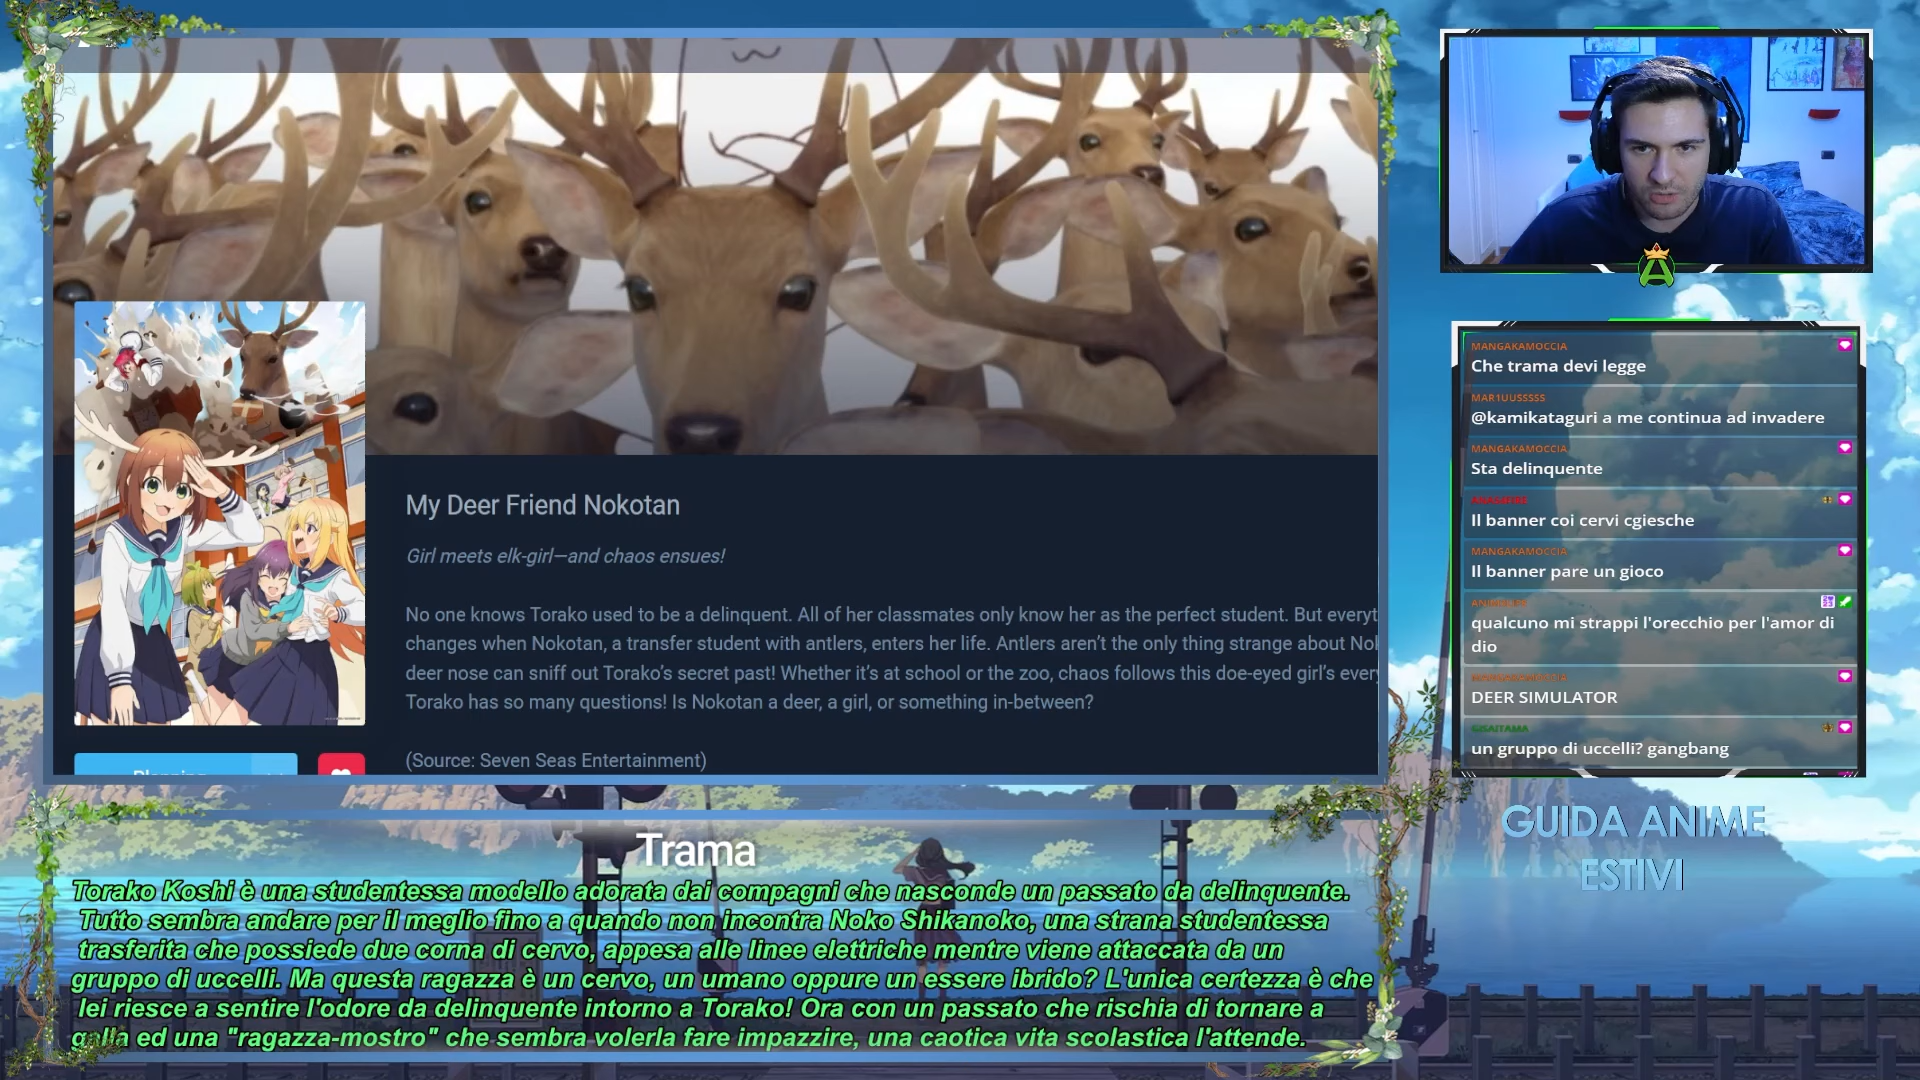 My Deer Friend Nokotan
Girl meets elk-girl—and chaos ensues!
No one knows Torako used to be a delinquent. All of her classmates only know her as the perfect student. But everyt
changes when Nokotan, a transfer student with antlers, enters her life. Antlers aren't the only thing strange about Nok
deer nose can sniff out Torako's secret past! Whether it's at school or the zoo, chaos follows this doe-eyed girl's every
Torako has so many questions! Is Nokotan a deer, a girl, or something in-between?
(Source: Seven Seas Entertainment)
MANGAKAMOCCIA
Che trama devi legge
MAR1UUSSSSS
@kamikataguri a me continua ad invadere
MANGAKAMOCCIA
Sta delinquente
Il banner coi cervi cgiesche
MANGAKAMOCCIA
Il banner pare un gioco
qualcuno mi strappi l'orecchio per l'amor di
dio
MANGAKAMOCCIA
DEER SIMULATOR
un gruppo di uccelli? gangbang
GUIDA ANIME
ESTIVI
Trama
Torako Koshi è una studentessa modello adorata dai compagni che nasconde un passato da delinquente.
Tutto sembra andare per il meglio fino a quando non incontra Noko Shikanoko, una strana studentessa
trasferita che possiede due corna di cervo, appesa alle linee elettriche mentre viene attaccata da un
gruppo di uccelli. Ma questa ragazza è un cervo, un umano oppure un essere ibrido? L'unica certezza è che
lei riesce a sentire l'odore da delinquente intorno a Torako! Ora con un passato che rischia di tornare a
galla ed una "ragazza-mostro" che sembra volerla fare impazzire, una caotica vita scolastica l'attende.